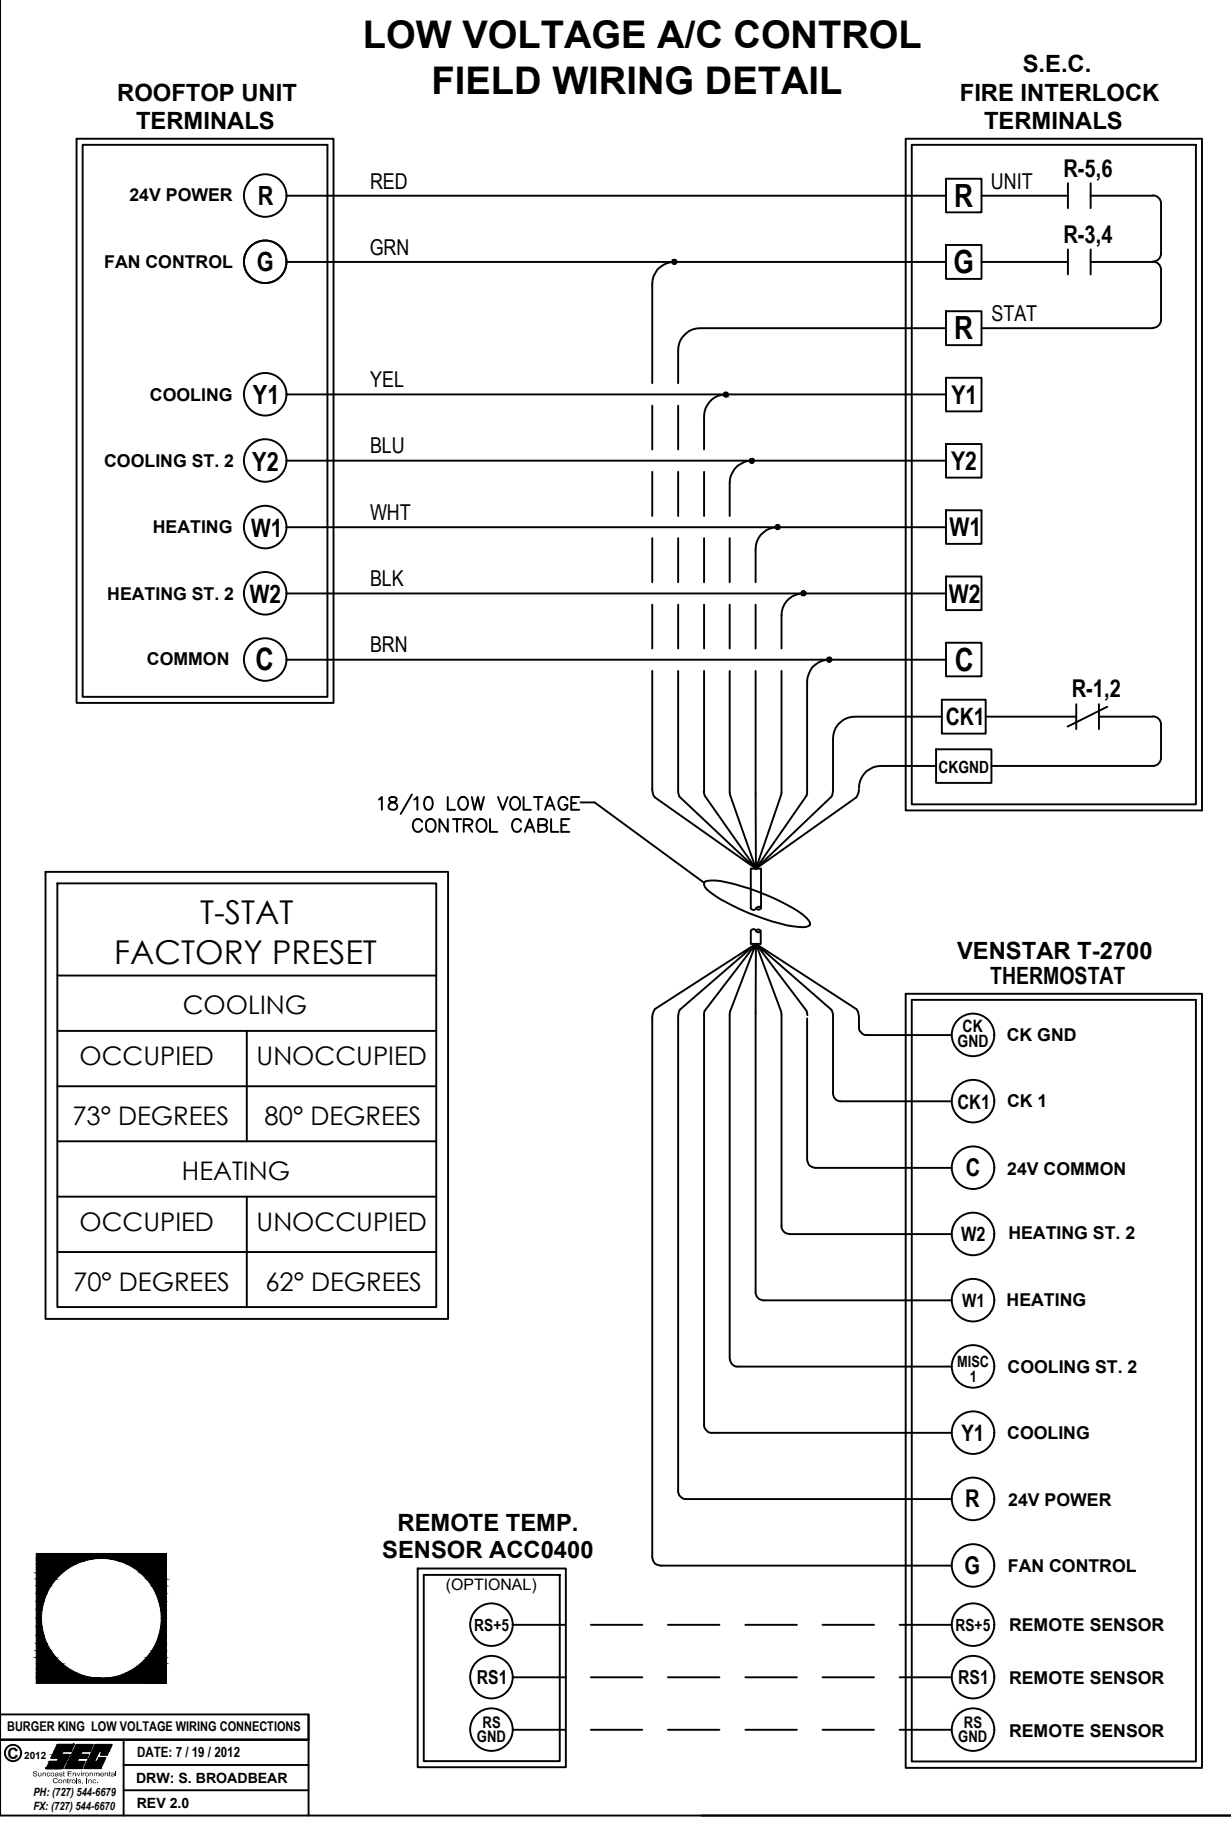 LOW VOLTAGE A/C CONTROL
FIELD WIRING DETAIL
ROOFTOP UNIT
TERMINALS
S.E.C.
FIRE INTERLOCK
TERMINALS
24V POWER R
RED
R UNIT R-5,6
FAN CONTROL G
GRN
G R-3,4
R STAT
COOLING Y1
YEL
Y1
COOLING ST. 2 Y2
BLU
Y2
HEATING W1
WHT
W1
HEATING ST. 2 W2
BLK
W2
COMMON C
BRN
C
CK1 R-1,2
CKGND
18/10 LOW VOLTAGE
CONTROL CABLE
T-STAT
FACTORY PRESET
COOLING
OCCUPIED UNOCCUPIED
73° DEGREES 80° DEGREES
HEATING
OCCUPIED UNOCCUPIED
70° DEGREES 62° DEGREES
VENSTAR T-2700
THERMOSTAT
CK
GND
CK GND
CK1 CK 1
C 24V COMMON
W2 HEATING ST. 2
W1 HEATING
MISC
1
COOLING ST. 2
Y1 COOLING
R 24V POWER
G FAN CONTROL
RS+5 REMOTE SENSOR
RS1 REMOTE SENSOR
RS
GND
REMOTE SENSOR
REMOTE TEMP.
SENSOR ACC0400
(OPTIONAL)
RS+5
RS1
RS
GND
BURGER KING LOW VOLTAGE WIRING CONNECTIONS
© 2012 SEC
Suncoast Environmental
Controls, Inc.
PH: (727) 544-6679
FX: (727) 544-6670
DATE: 7 / 19 / 2012
DRW: S. BROADBEAR
REV 2.0